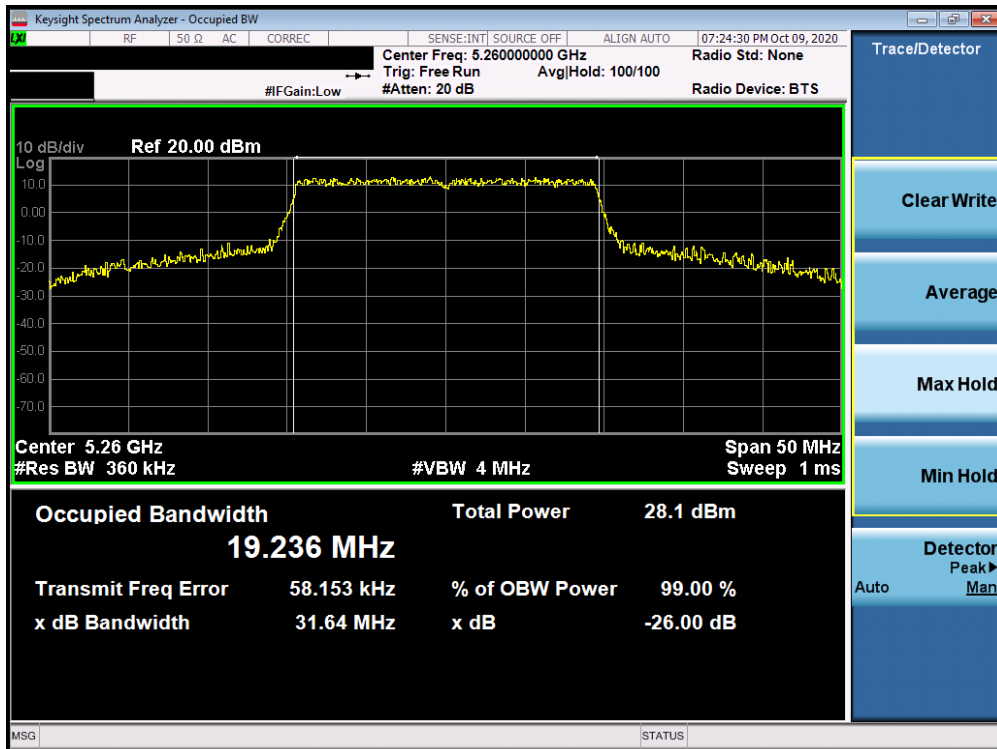 Keysight Spectrum Analyzer - Occupied BW
LXI RF 50 Ω AC CORREC SENSE:INT SOURCE OFF ALIGN AUTO 07:24:30 PM Oct 09, 2020
Center Freq: 5.260000000 GHz Radio Std: None
Trig: Free Run Avg|Hold: 100/100
#IFGain:Low #Atten: 20 dB Radio Device: BTS
10 dB/div Ref 20.00 dBm
Log
10.0
0.00
-10.0
-20.0
-30.0
-40.0
-50.0
-60.0
-70.0
Center 5.26 GHz Span 50 MHz
#Res BW 360 kHz #VBW 4 MHz Sweep 1 ms
Occupied Bandwidth Total Power 28.1 dBm
19.236 MHz
Transmit Freq Error 58.153 kHz % of OBW Power 99.00 %
x dB Bandwidth 31.64 MHz x dB -26.00 dB
MSG STATUS
Trace/Detector
Clear Write
Average
Max Hold
Min Hold
Detector
Peak▶
Auto Man